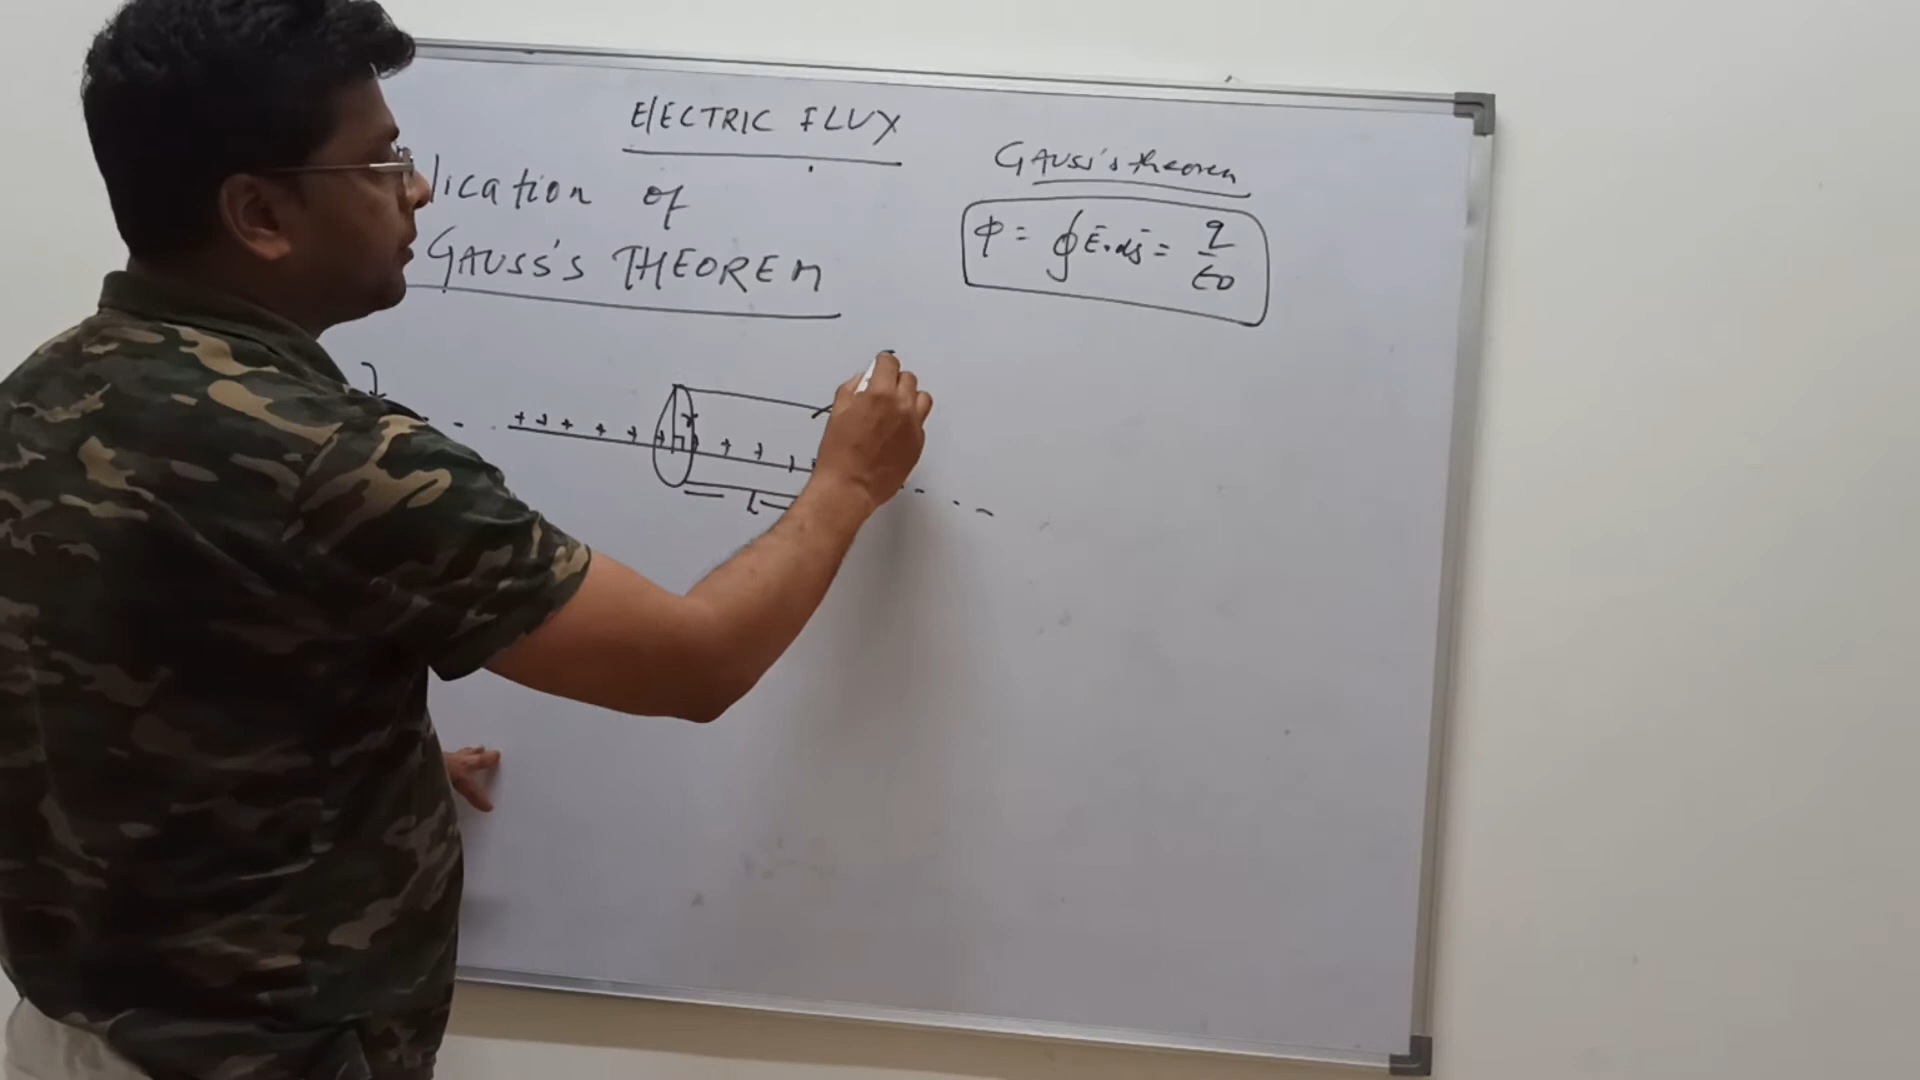 ELECTRIC FLUX
lication of
GAUSS'S THEOREM
GAUSS's theorem
φ = ∮ E̅.ds̅ = q/ε0
+ + + + + + + + + +
r
L